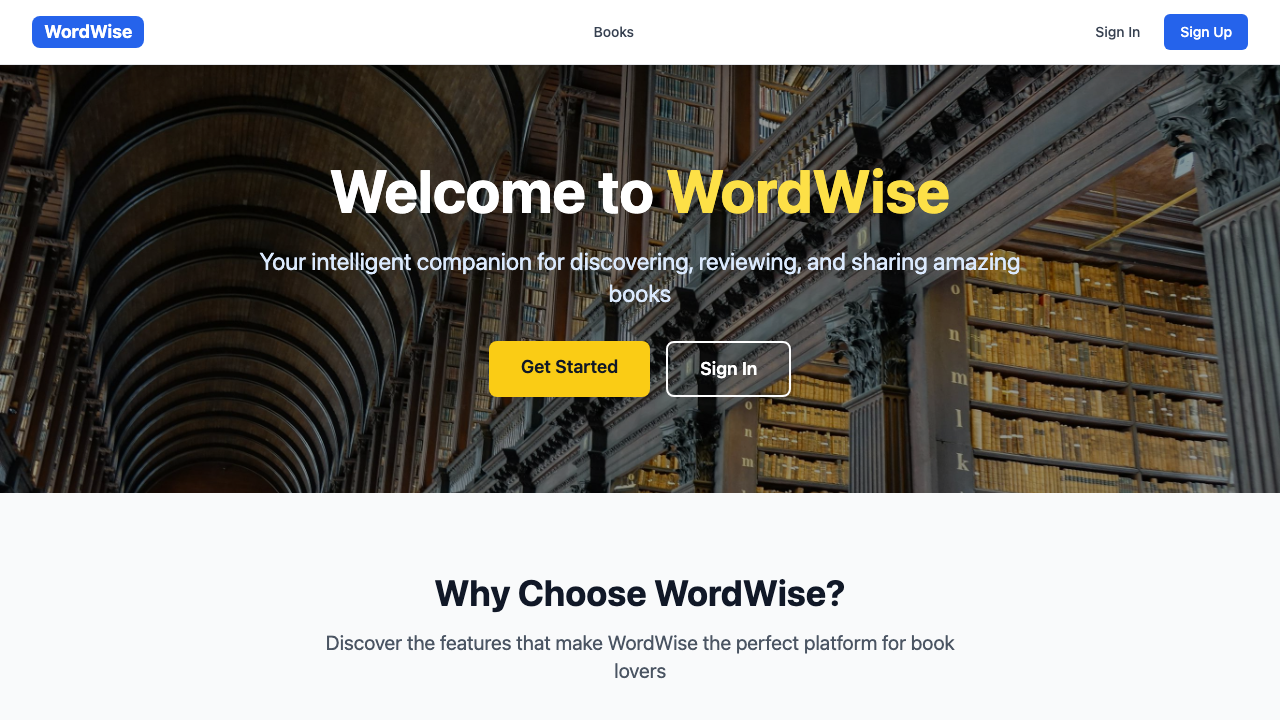 WordWise
Books
Sign In
Sign Up
Welcome to WordWise
Your intelligent companion for discovering, reviewing, and sharing amazing
books
Get Started
Sign In
o
n
m
l
k
o
n
m
Why Choose WordWise?
Discover the features that make WordWise the perfect platform for book
lovers